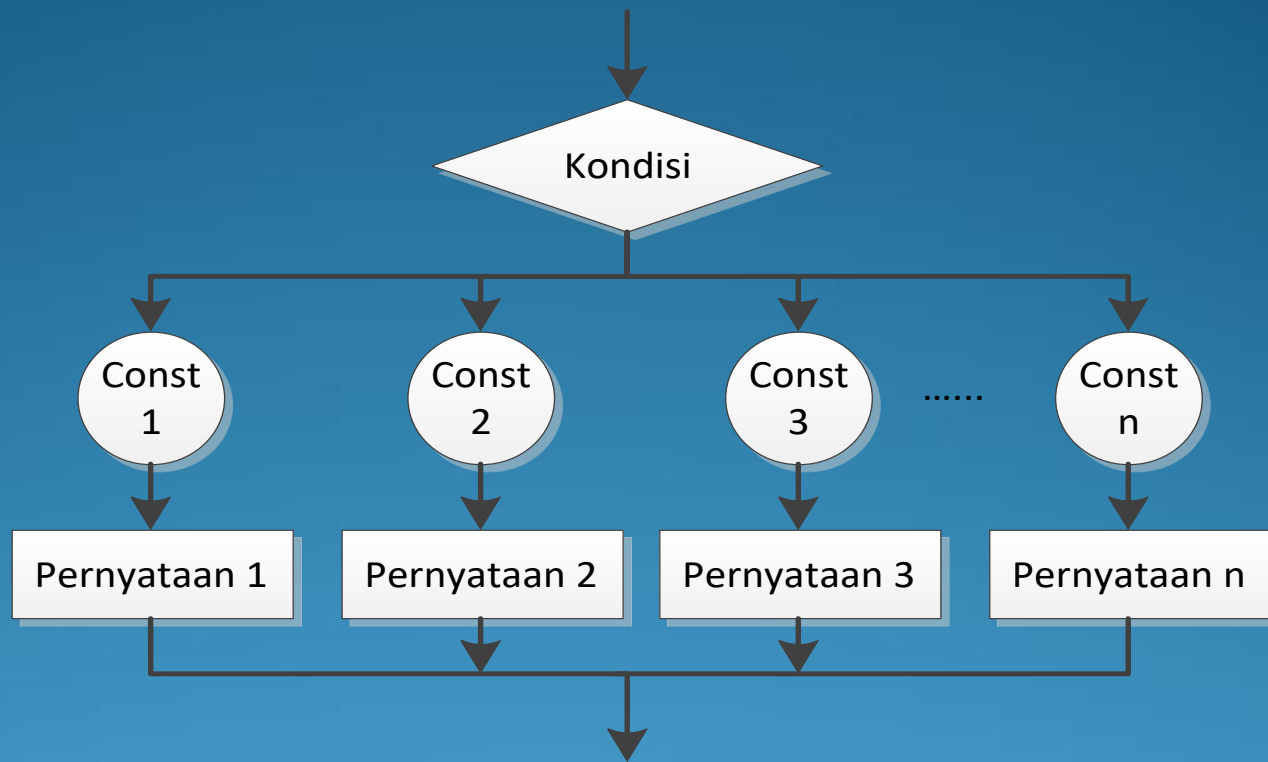 Kondisi
Const
1
Const
2
Const
3
......
Const
n
Pernyataan 1
Pernyataan 2
Pernyataan 3
Pernyataan n